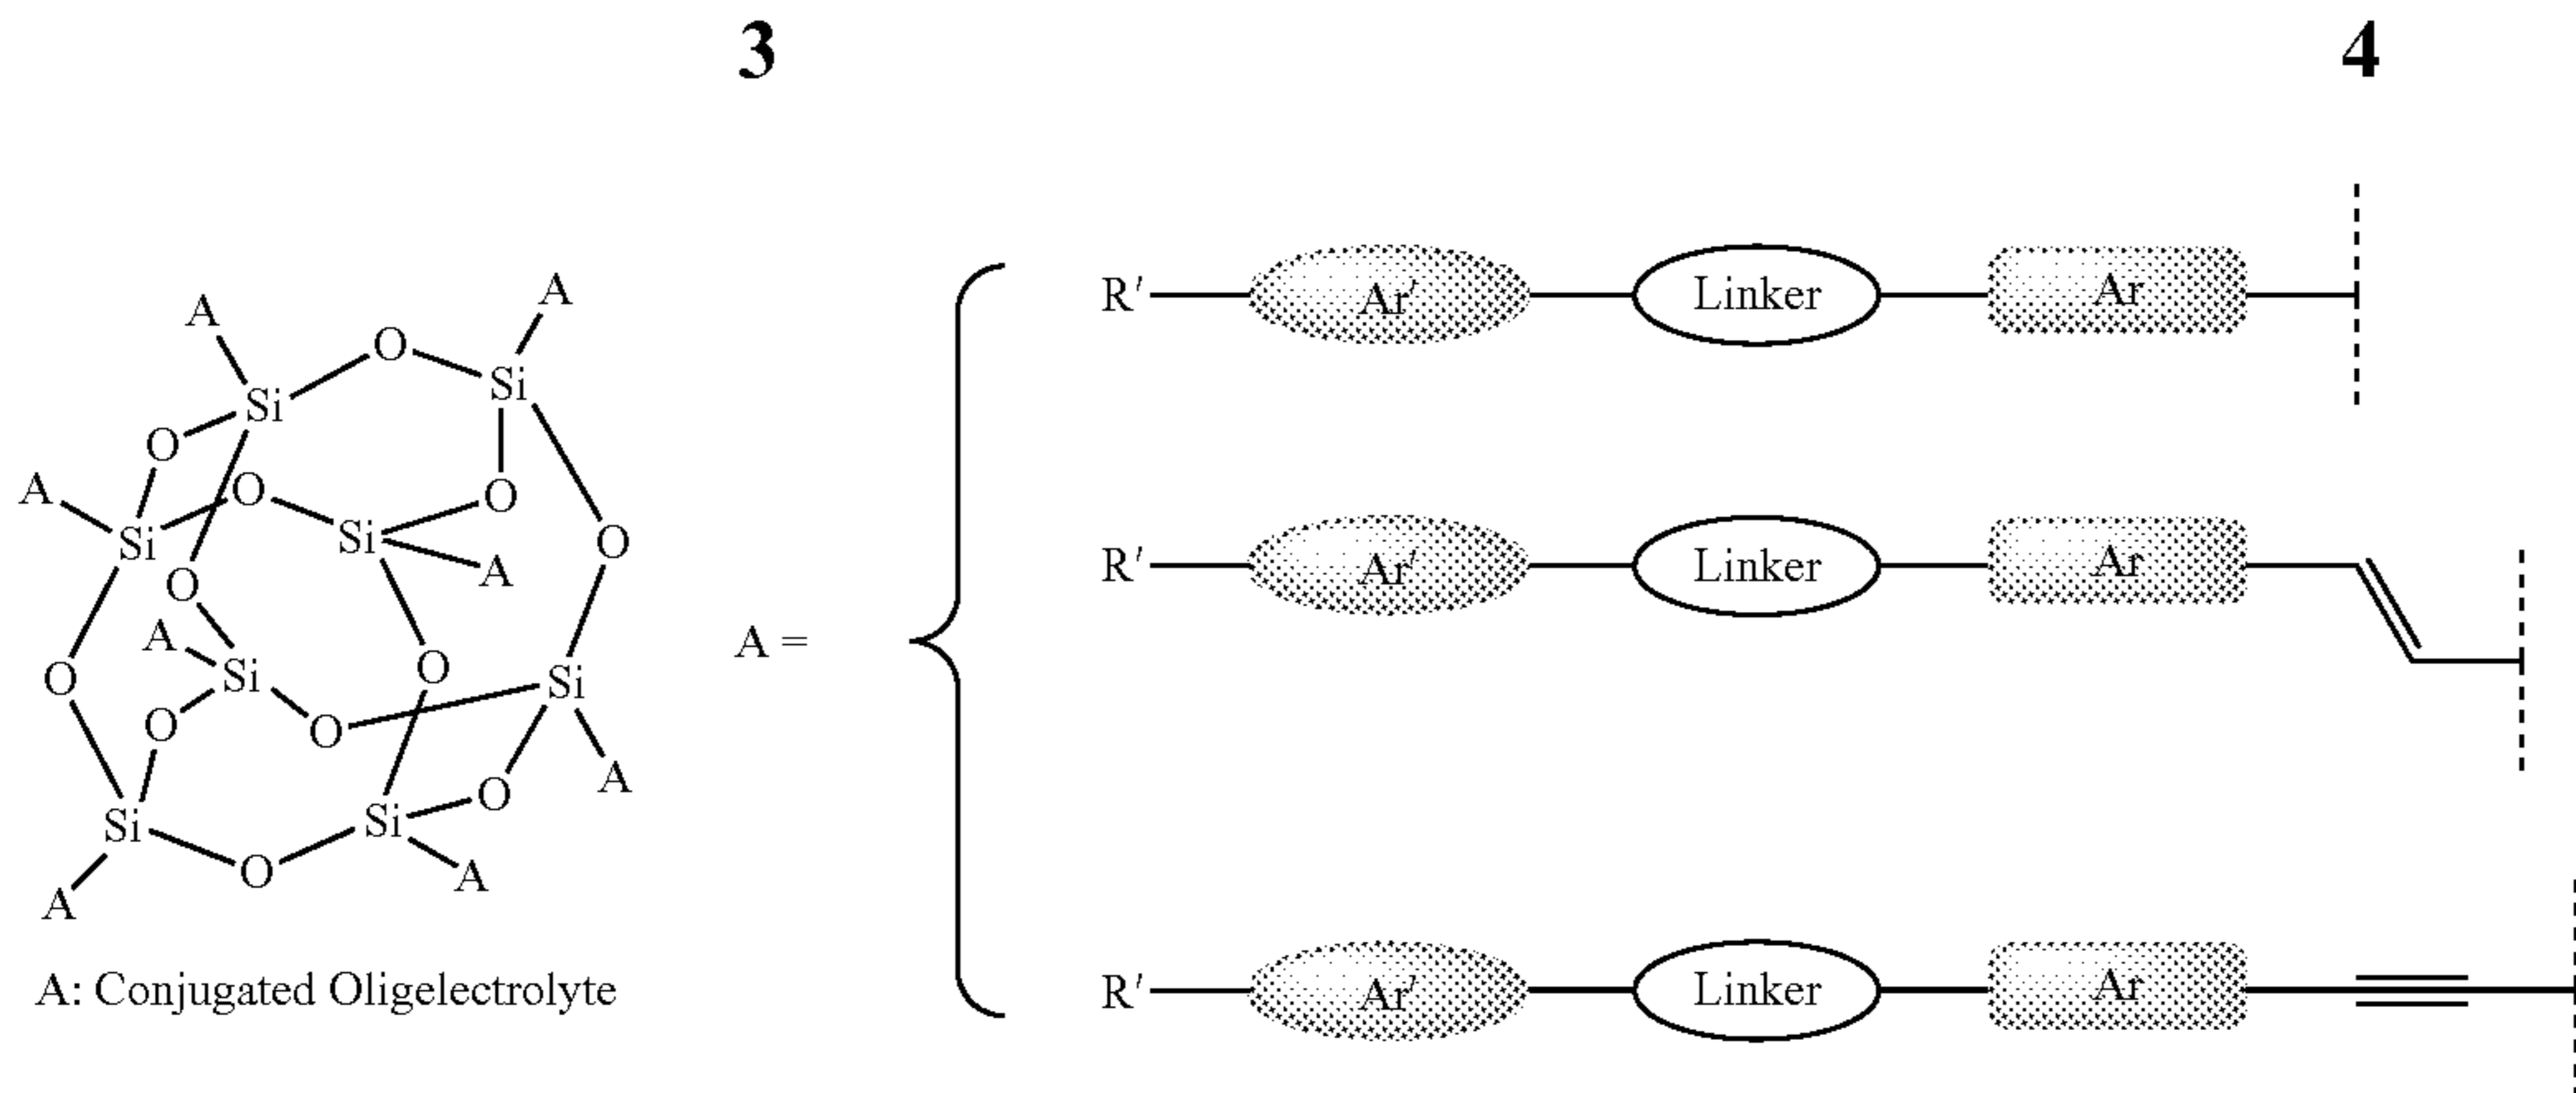 3 4
A A
O
Si Si
O
A O O
Si Si O
A
O
A O
O Si Si
O O
O A
Si Si
O A
A
A: Conjugated Oligelectrolyte
A =
R′ Ar′ Linker Ar
R′ Ar′ Linker Ar
R′ Ar′ Linker Ar